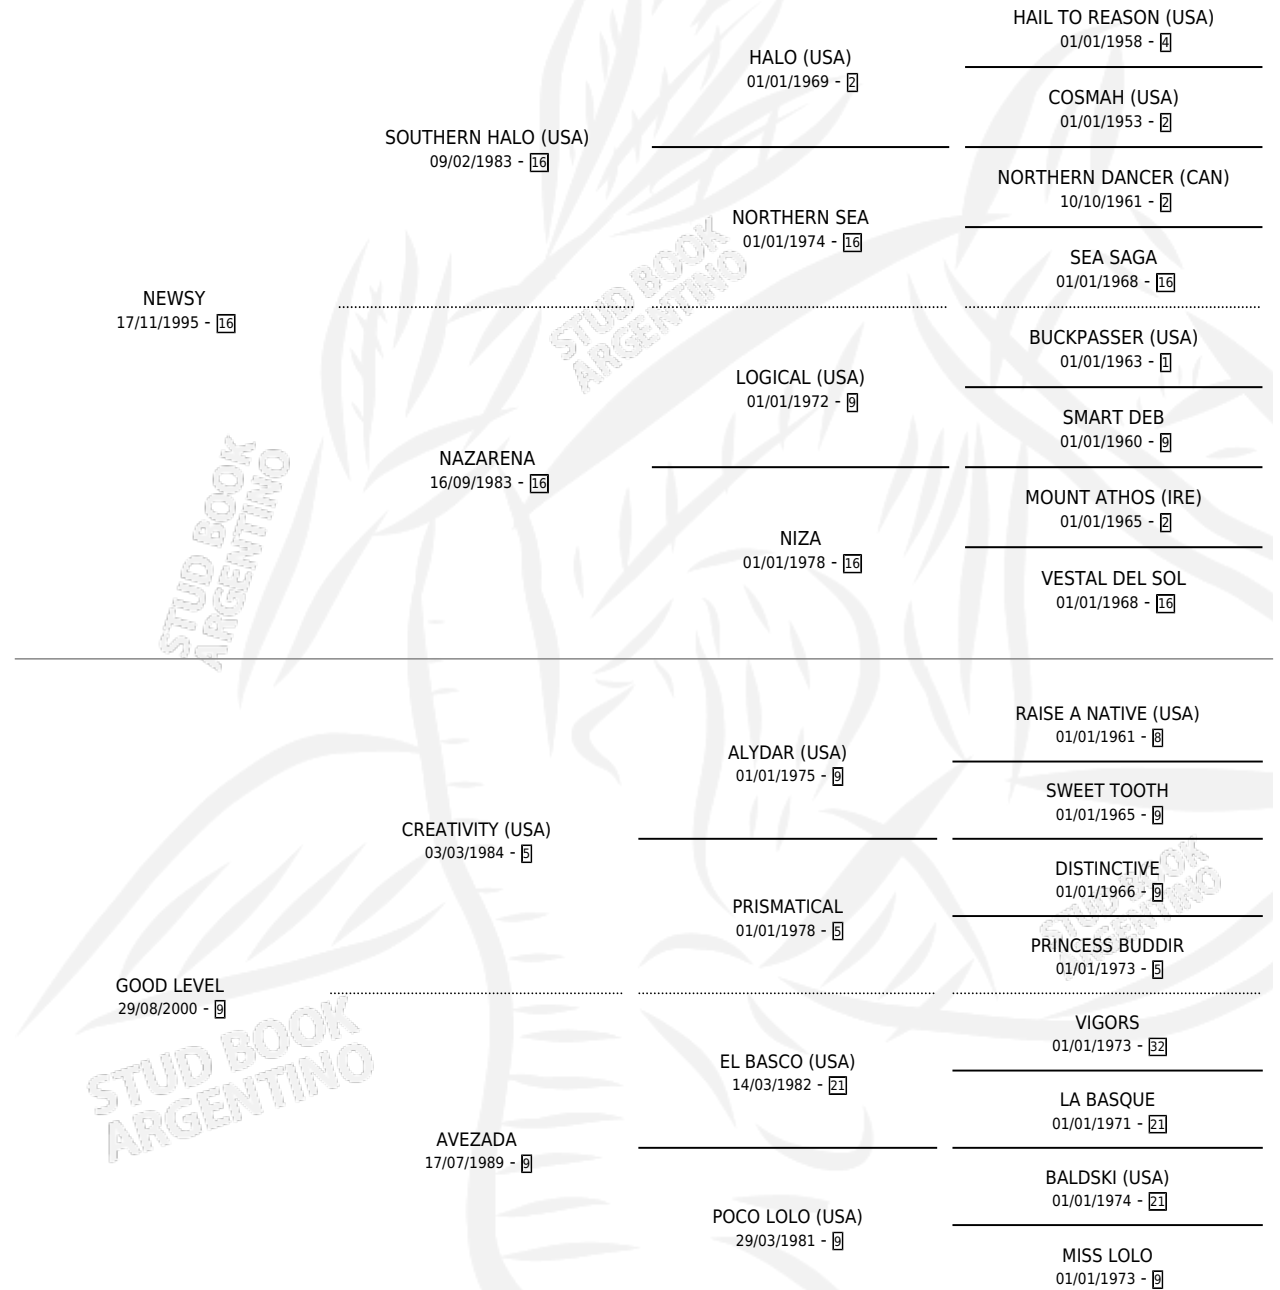 HAIL TO REASON (USA)
01/01/1958 - 4
HALO (USA)
01/01/1969 - 2
COSMAH (USA)
01/01/1953 - 2
SOUTHERN HALO (USA)
09/02/1983 - 16
NORTHERN DANCER (CAN)
10/10/1961 - 2
NORTHERN SEA
01/01/1974 - 16
SEA SAGA
01/01/1968 - 16
STUD BOOK
ARGENTINO
NEWSY
17/11/1995 - 16
BUCKPASSER (USA)
01/01/1963 - 1
LOGICAL (USA)
01/01/1972 - 9
SMART DEB
01/01/1960 - 9
NAZARENA
16/09/1983 - 16
MOUNT ATHOS (IRE)
01/01/1965 - 2
NIZA
01/01/1978 - 16
VESTAL DEL SOL
01/01/1968 - 16
STUD BOOK
ARGENTINO
RAISE A NATIVE (USA)
01/01/1961 - 8
ALYDAR (USA)
01/01/1975 - 9
SWEET TOOTH
01/01/1965 - 9
CREATIVITY (USA)
03/03/1984 - 5
DISTINCTIVE
01/01/1966 - 9
PRISMATICAL
01/01/1978 - 5
PRINCESS BUDDIR
01/01/1973 - 5
STUD BOOK
ARGENTINO
GOOD LEVEL
29/08/2000 - 9
VIGORS
01/01/1973 - 32
EL BASCO (USA)
14/03/1982 - 21
LA BASQUE
01/01/1971 - 21
STUD BOOK
ARGENTINO
AVEZADA
17/07/1989 - 9
BALDSKI (USA)
01/01/1974 - 21
POCO LOLO (USA)
29/03/1981 - 9
MISS LOLO
01/01/1973 - 9